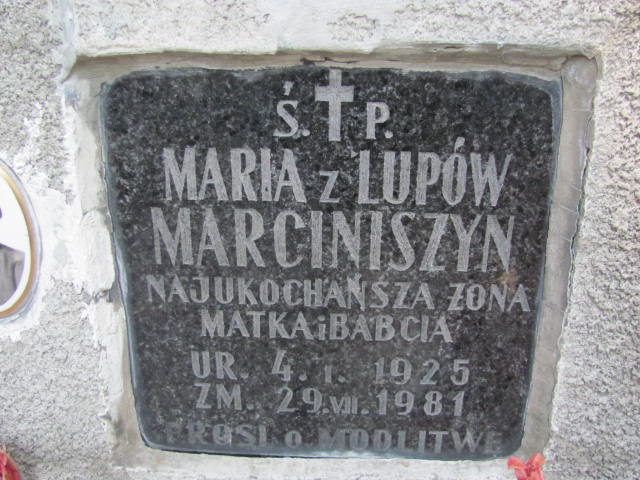 Ś. P.
MARIA z LUPÓW
MARCINISZYN
NAJUKOCHAŃSZA ŻONA
MATKA i BABCIA
UR. 4. I. 1925
ZM. 29. VII. 1981
PROSI o MODLITWĘ